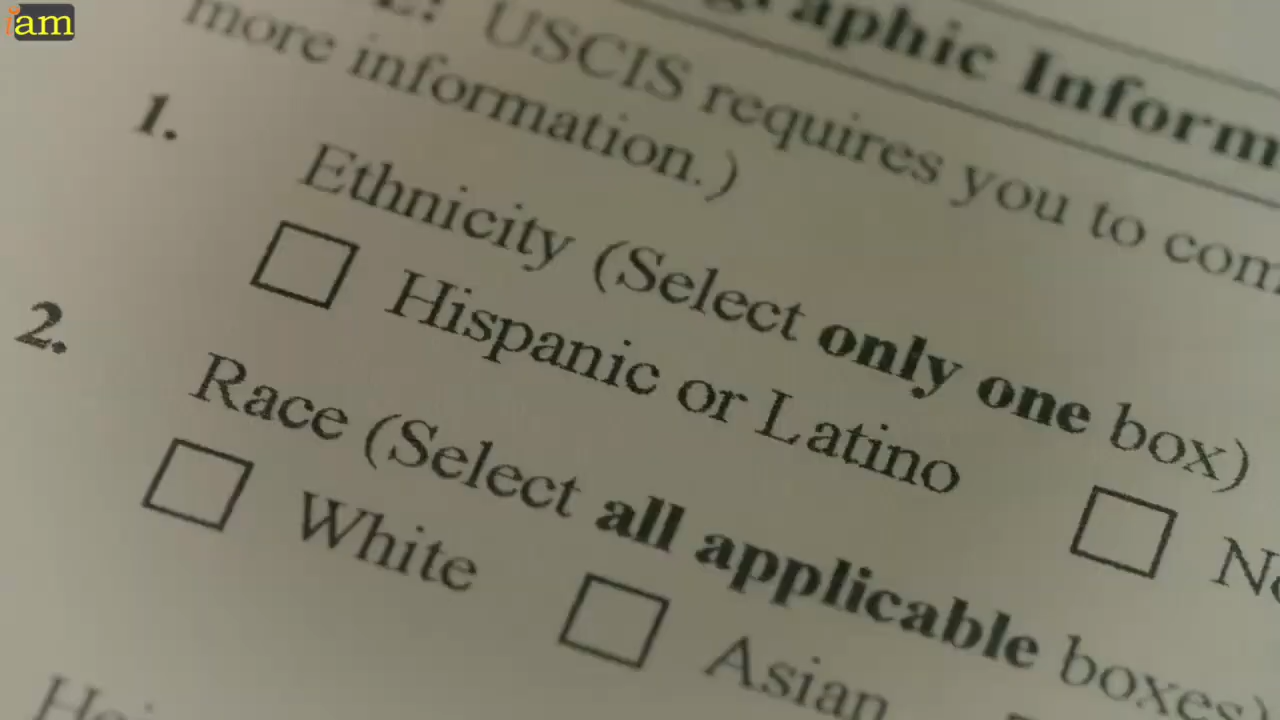 iam
graphic Inform
USCIS requires you to com
more information.)
1. Ethnicity (Select only one box)
Hispanic or Latino
2. Race (Select all applicable boxes)
White Asian